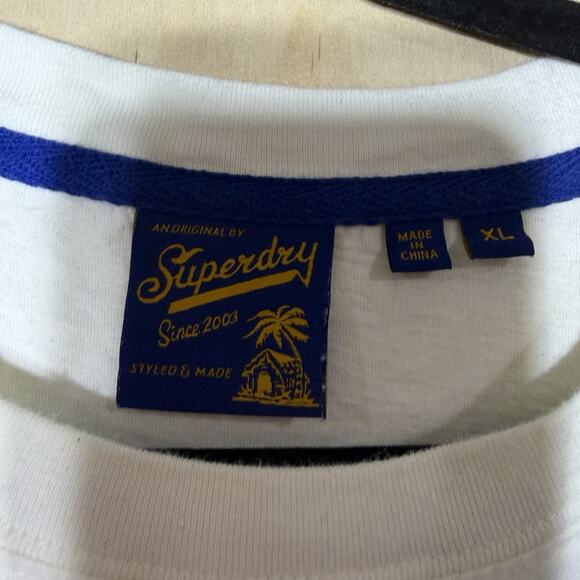 AN ORIGINAL BY
Superdry
Since 2003
STYLED & MADE
MADE
IN
CHINA
XL